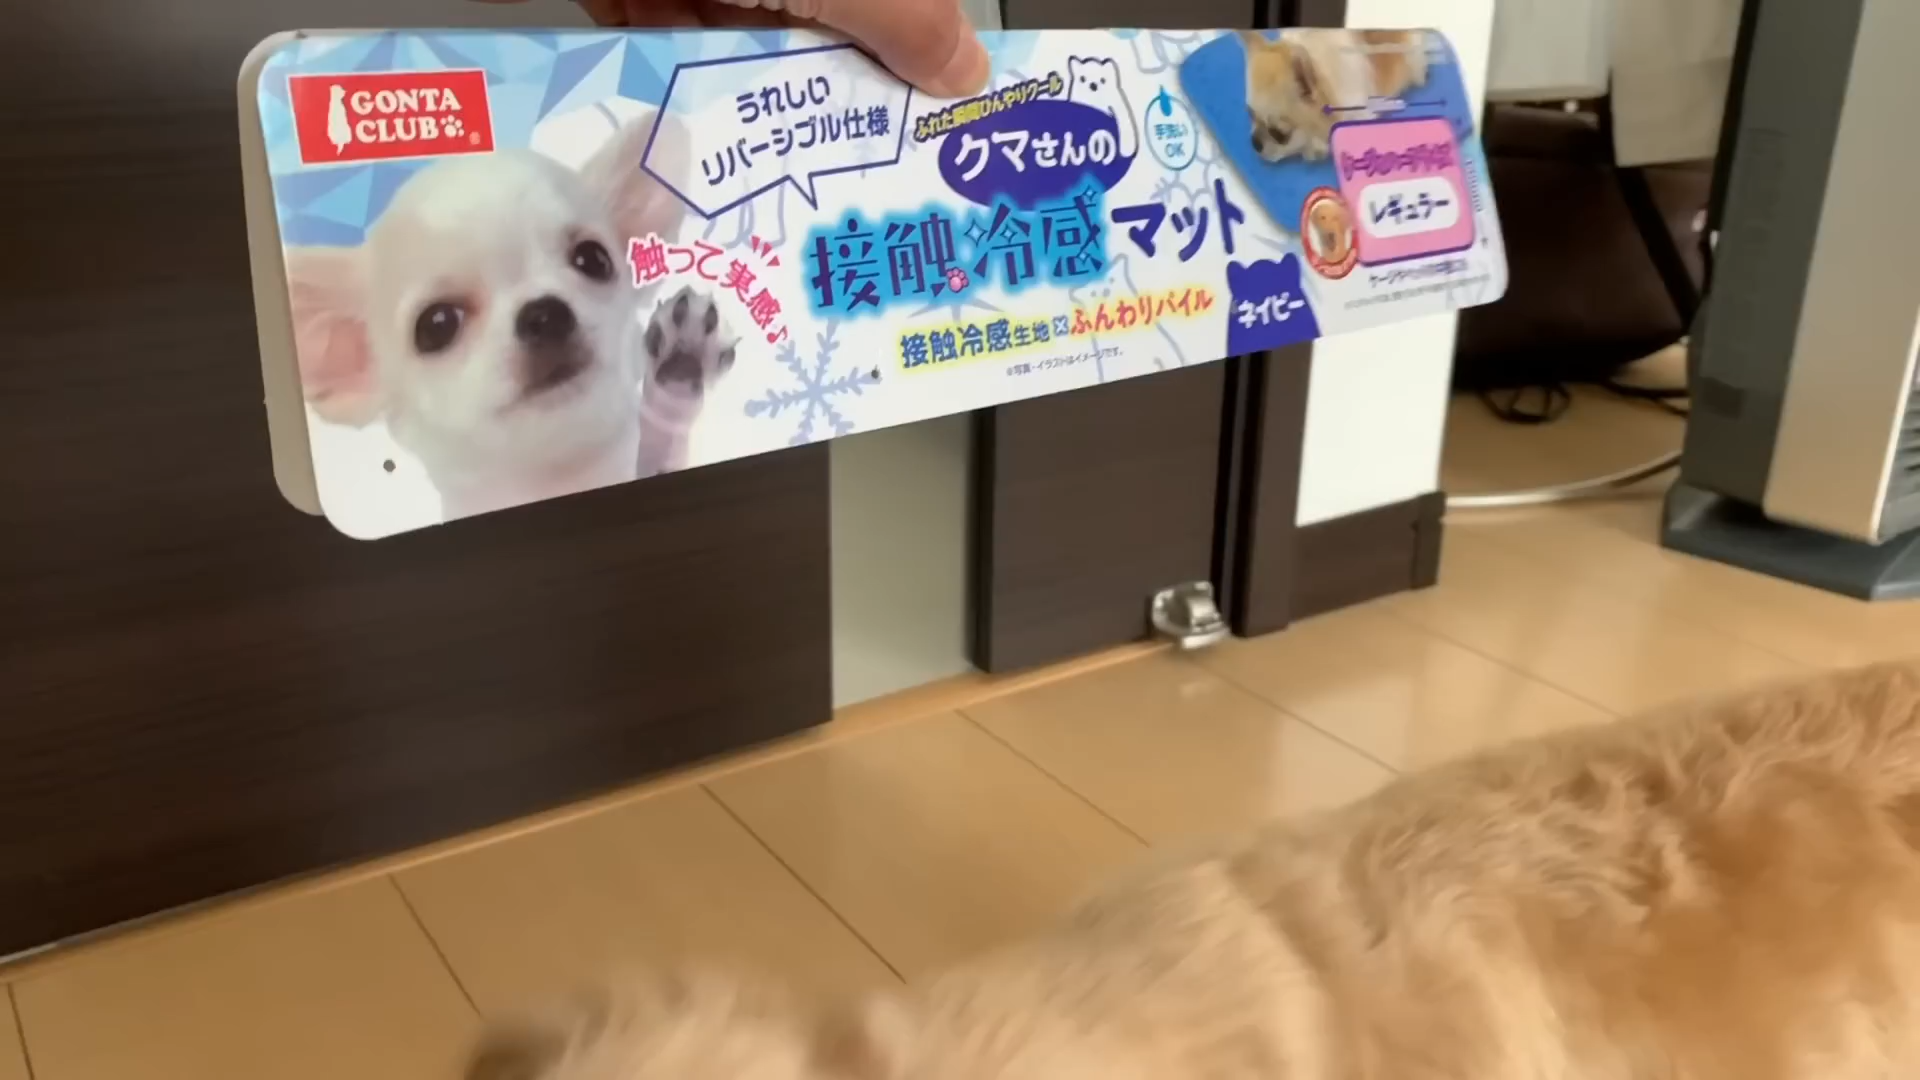 GONTA
CLUB
うれしい
リバーシブル仕様
ふれた瞬間ひんやりクール
クマさんの
接触冷感マット
手洗い
OK
触って実感♪
接触冷感生地×ふんわりパイル
※写真・イラストはイメージです。
ネイビー
レギュラー